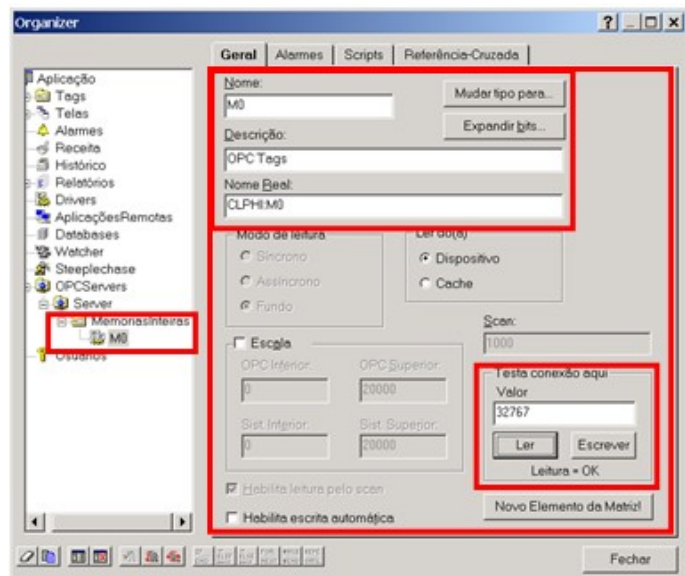 Organizer
Geral Alarmes Scripts Referência-Cruzada
Aplicação
Tags
Telas
Alarmes
Receita
Histórico
Relatórios
Drivers
AplicaçõesRemotas
Databases
Watcher
Steeplechase
OPCServers
Server
MemoriasInteiras
M0
Usuários
Nome:
M0
Mudar tipo para...
Expandir bits...
Descrição:
OPC Tags
Nome Real:
CLPHI:M0
Modo de leitura
Síncrono
Assíncrono
Fundo
Ler do(a)
Dispositivo
Cache
Scan:
1000
Escala
OPC Inferior: OPC Superior:
0 20000
Sist. Inferior: Sist. Superior:
0 20000
Testa conexão aqui
Valor
32767
Ler Escrever
Leitura = OK
Habilita leitura pelo scan
Habilita escrita automática
Novo Elemento da Matriz!
Fechar